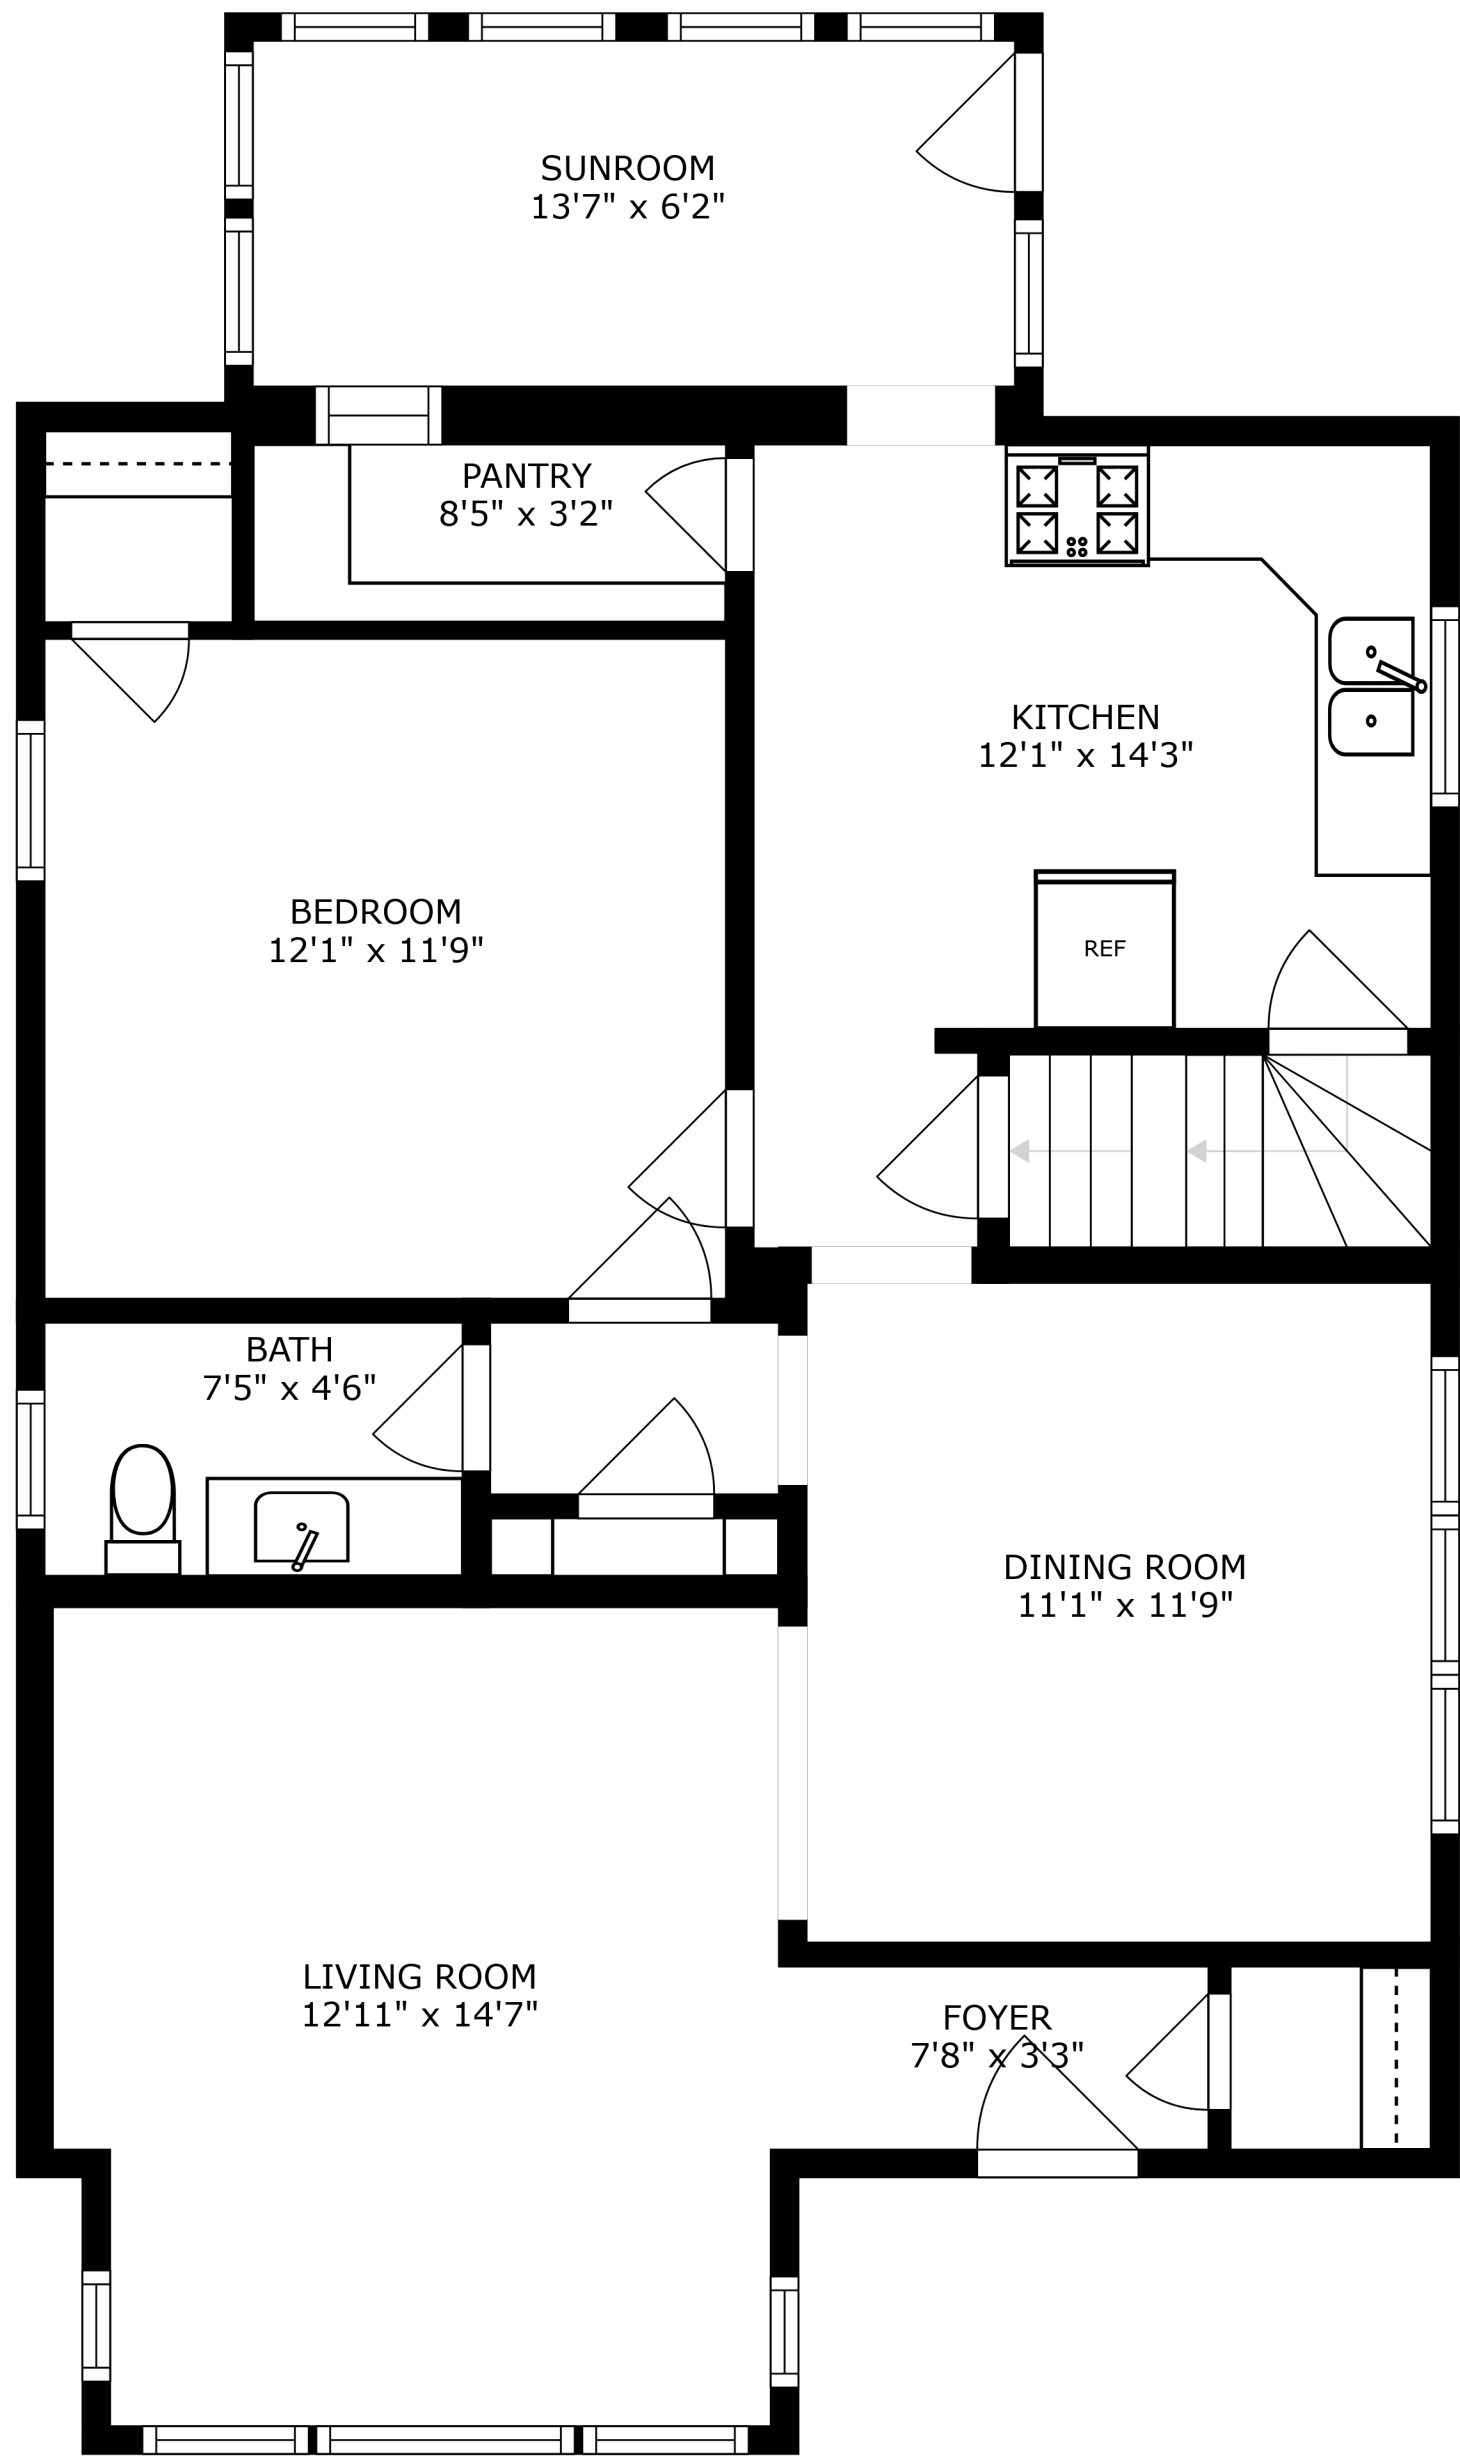 SUNROOM
13'7" x 6'2"
PANTRY
8'5" x 3'2"
KITCHEN
12'1" x 14'3"
BEDROOM
12'1" x 11'9"
REF
BATH
7'5" x 4'6"
DINING ROOM
11'1" x 11'9"
LIVING ROOM
12'11" x 14'7"
FOYER
7'8" x 3'3"